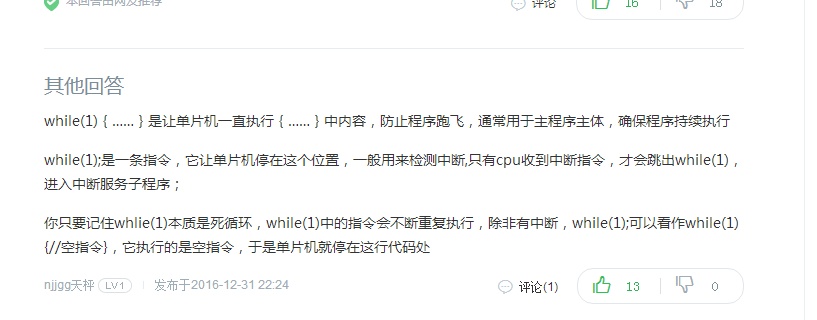 本回答由网友推荐
评论 16 18
其他回答
while(1) { ...... } 是让单片机一直执行 { ...... } 中内容，防止程序跑飞，通常用于主程序主体，确保程序持续执行
while(1);是一条指令，它让单片机停在这个位置，一般用来检测中断,只有cpu收到中断指令，才会跳出while(1)，
进入中断服务子程序；
你只要记住whlie(1)本质是死循环，while(1)中的指令会不断重复执行，除非有中断，while(1);可以看作while(1)
{//空指令}，它执行的是空指令，于是单片机就停在这行代码处
njjgg天枰 LV1 发布于2016-12-31 22:24 评论(1) 13 0